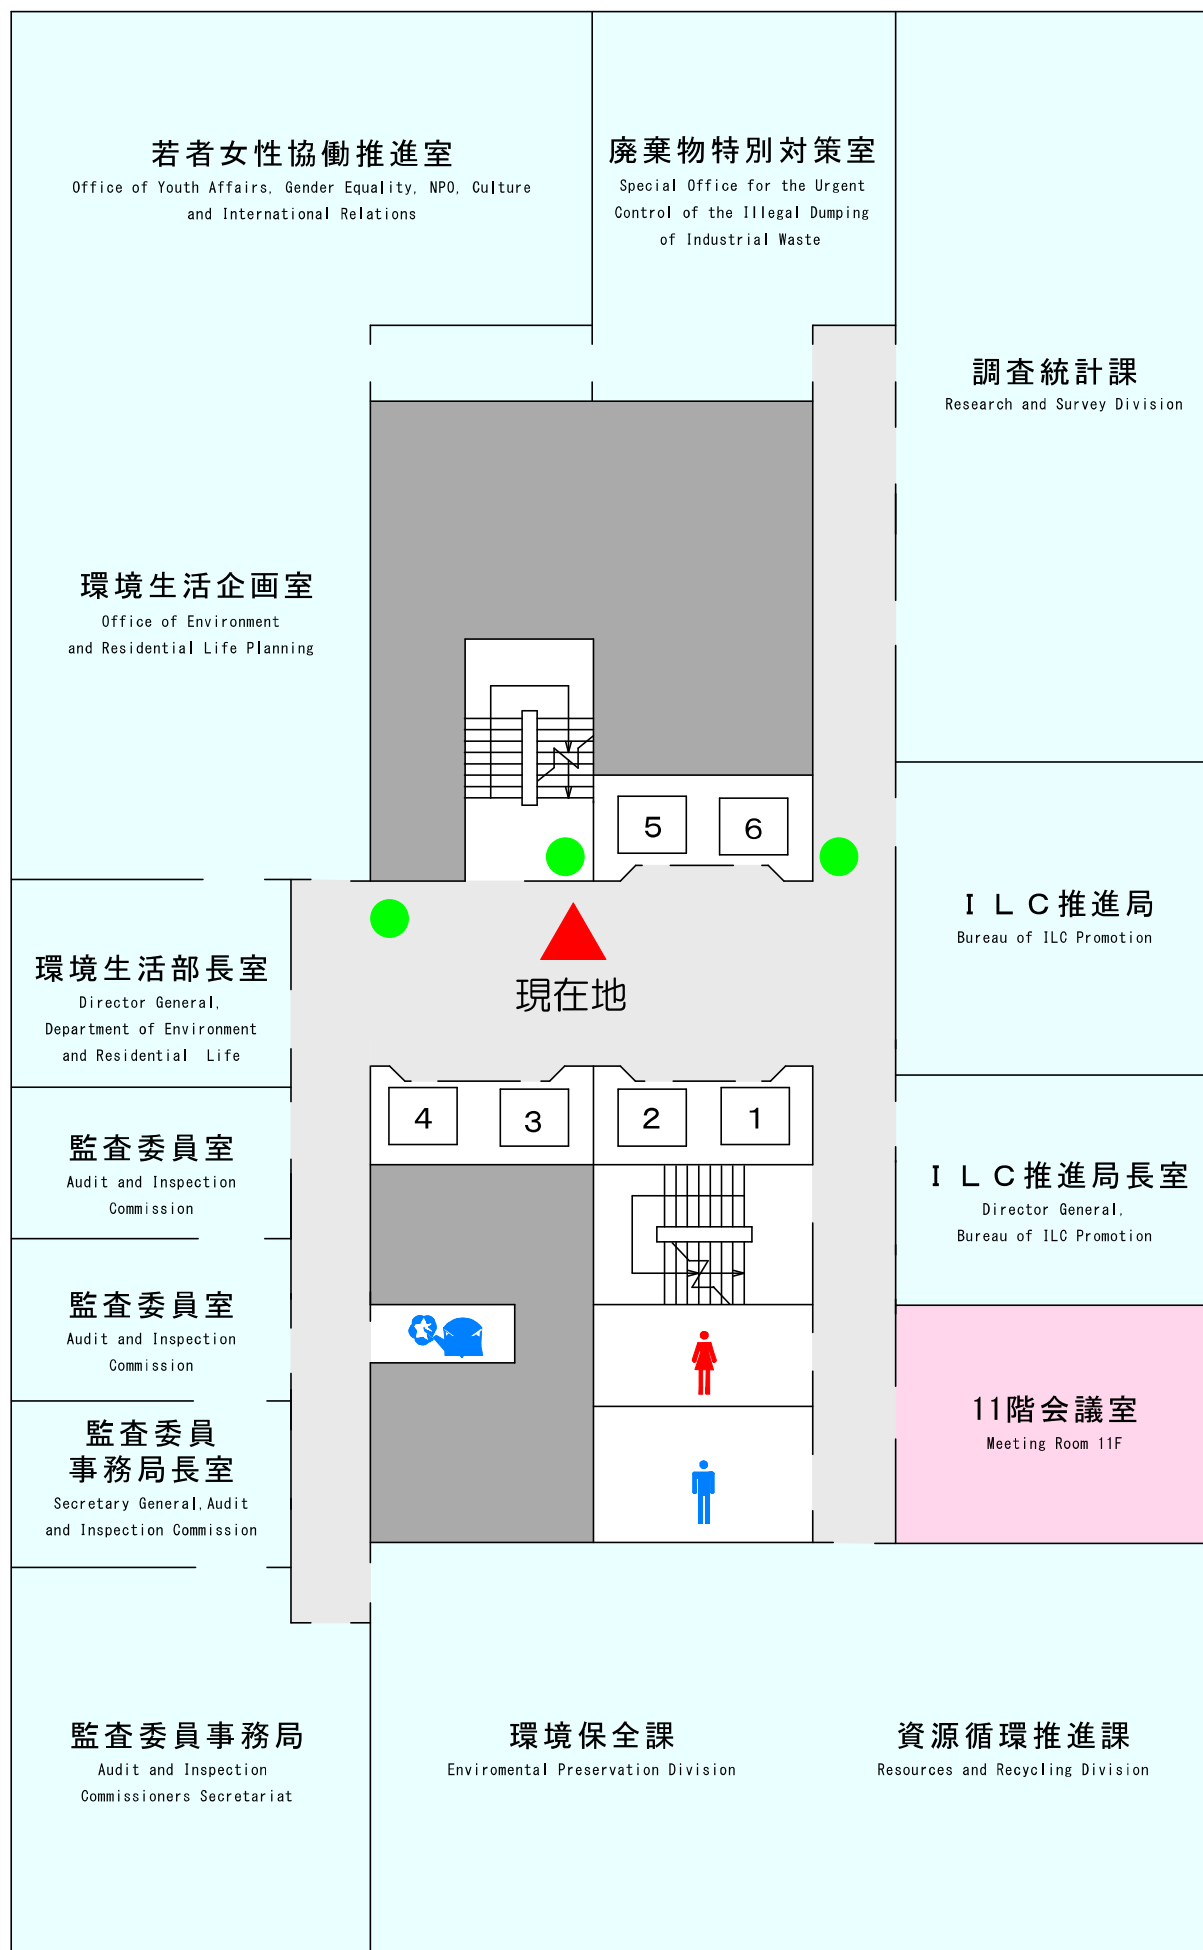 若者女性協働推進室
Office of Youth Affairs, Gender Equality, NPO, Culture
and International Relations
廃棄物特別対策室
Special Office for the Urgent
Control of the Illegal Dumping
of Industrial Waste
調査統計課
Research and Survey Division
環境生活企画室
Office of Environment
and Residential Life Planning
5
6
ＩＬＣ推進局
Bureau of ILC Promotion
環境生活部長室
Director General,
Department of Environment
and Residential Life
現在地
4
3
2
1
監査委員室
Audit and Inspection
Commission
ＩＬＣ推進局長室
Director General,
Bureau of ILC Promotion
監査委員室
Audit and Inspection
Commission
11階会議室
Meeting Room 11F
監査委員
事務局長室
Secretary General, Audit
and Inspection Commission
監査委員事務局
Audit and Inspection
Commissioners Secretariat
環境保全課
Enviromental Preservation Division
資源循環推進課
Resources and Recycling Division